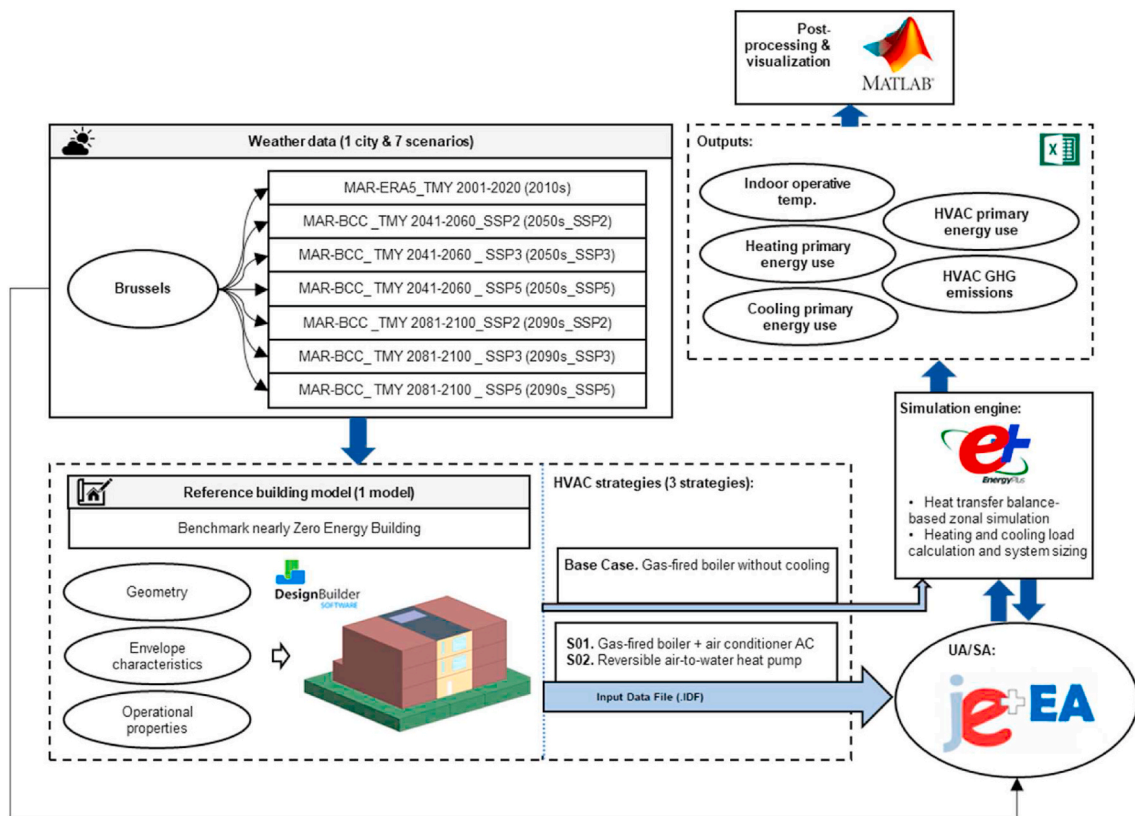 Post-
processing &
visualization
MATLAB®
Weather data (1 city & 7 scenarios)
Brussels
MAR-ERA5_TMY 2001-2020 (2010s)
MAR-BCC _TMY 2041-2060_SSP2 (2050s_SSP2)
MAR-BCC_ TMY 2041-2060 _ SSP3 (2050s_SSP3)
MAR-BCC _ TMY 2041-2060 _ SSP5 (2050s_SSP5)
MAR-BCC _TMY 2081-2100_SSP2 (2090s_SSP2)
MAR-BCC_ TMY 2081-2100 _ SSP3 (2090s_SSP3)
MAR-BCC_ TMY 2081-2100 _ SSP5 (2090s_SSP5)
Outputs:
X
Indoor operative
temp.
Heating primary
energy use
Cooling primary
energy use
HVAC primary
energy use
HVAC GHG
emissions
Simulation engine:
e+
EnergyPlus
• Heat transfer balance-
based zonal simulation
• Heating and cooling load
calculation and system sizing
Reference building model (1 model)
Benchmark nearly Zero Energy Building
Geometry
Envelope
characteristics
Operational
properties
DesignBuilder
SOFTWARE
HVAC strategies (3 strategies):
Base Case. Gas-fired boiler without cooling
S01. Gas-fired boiler + air conditioner AC
S02. Reversible air-to-water heat pump
Input Data File (.IDF)
UA/SA:
je+EA